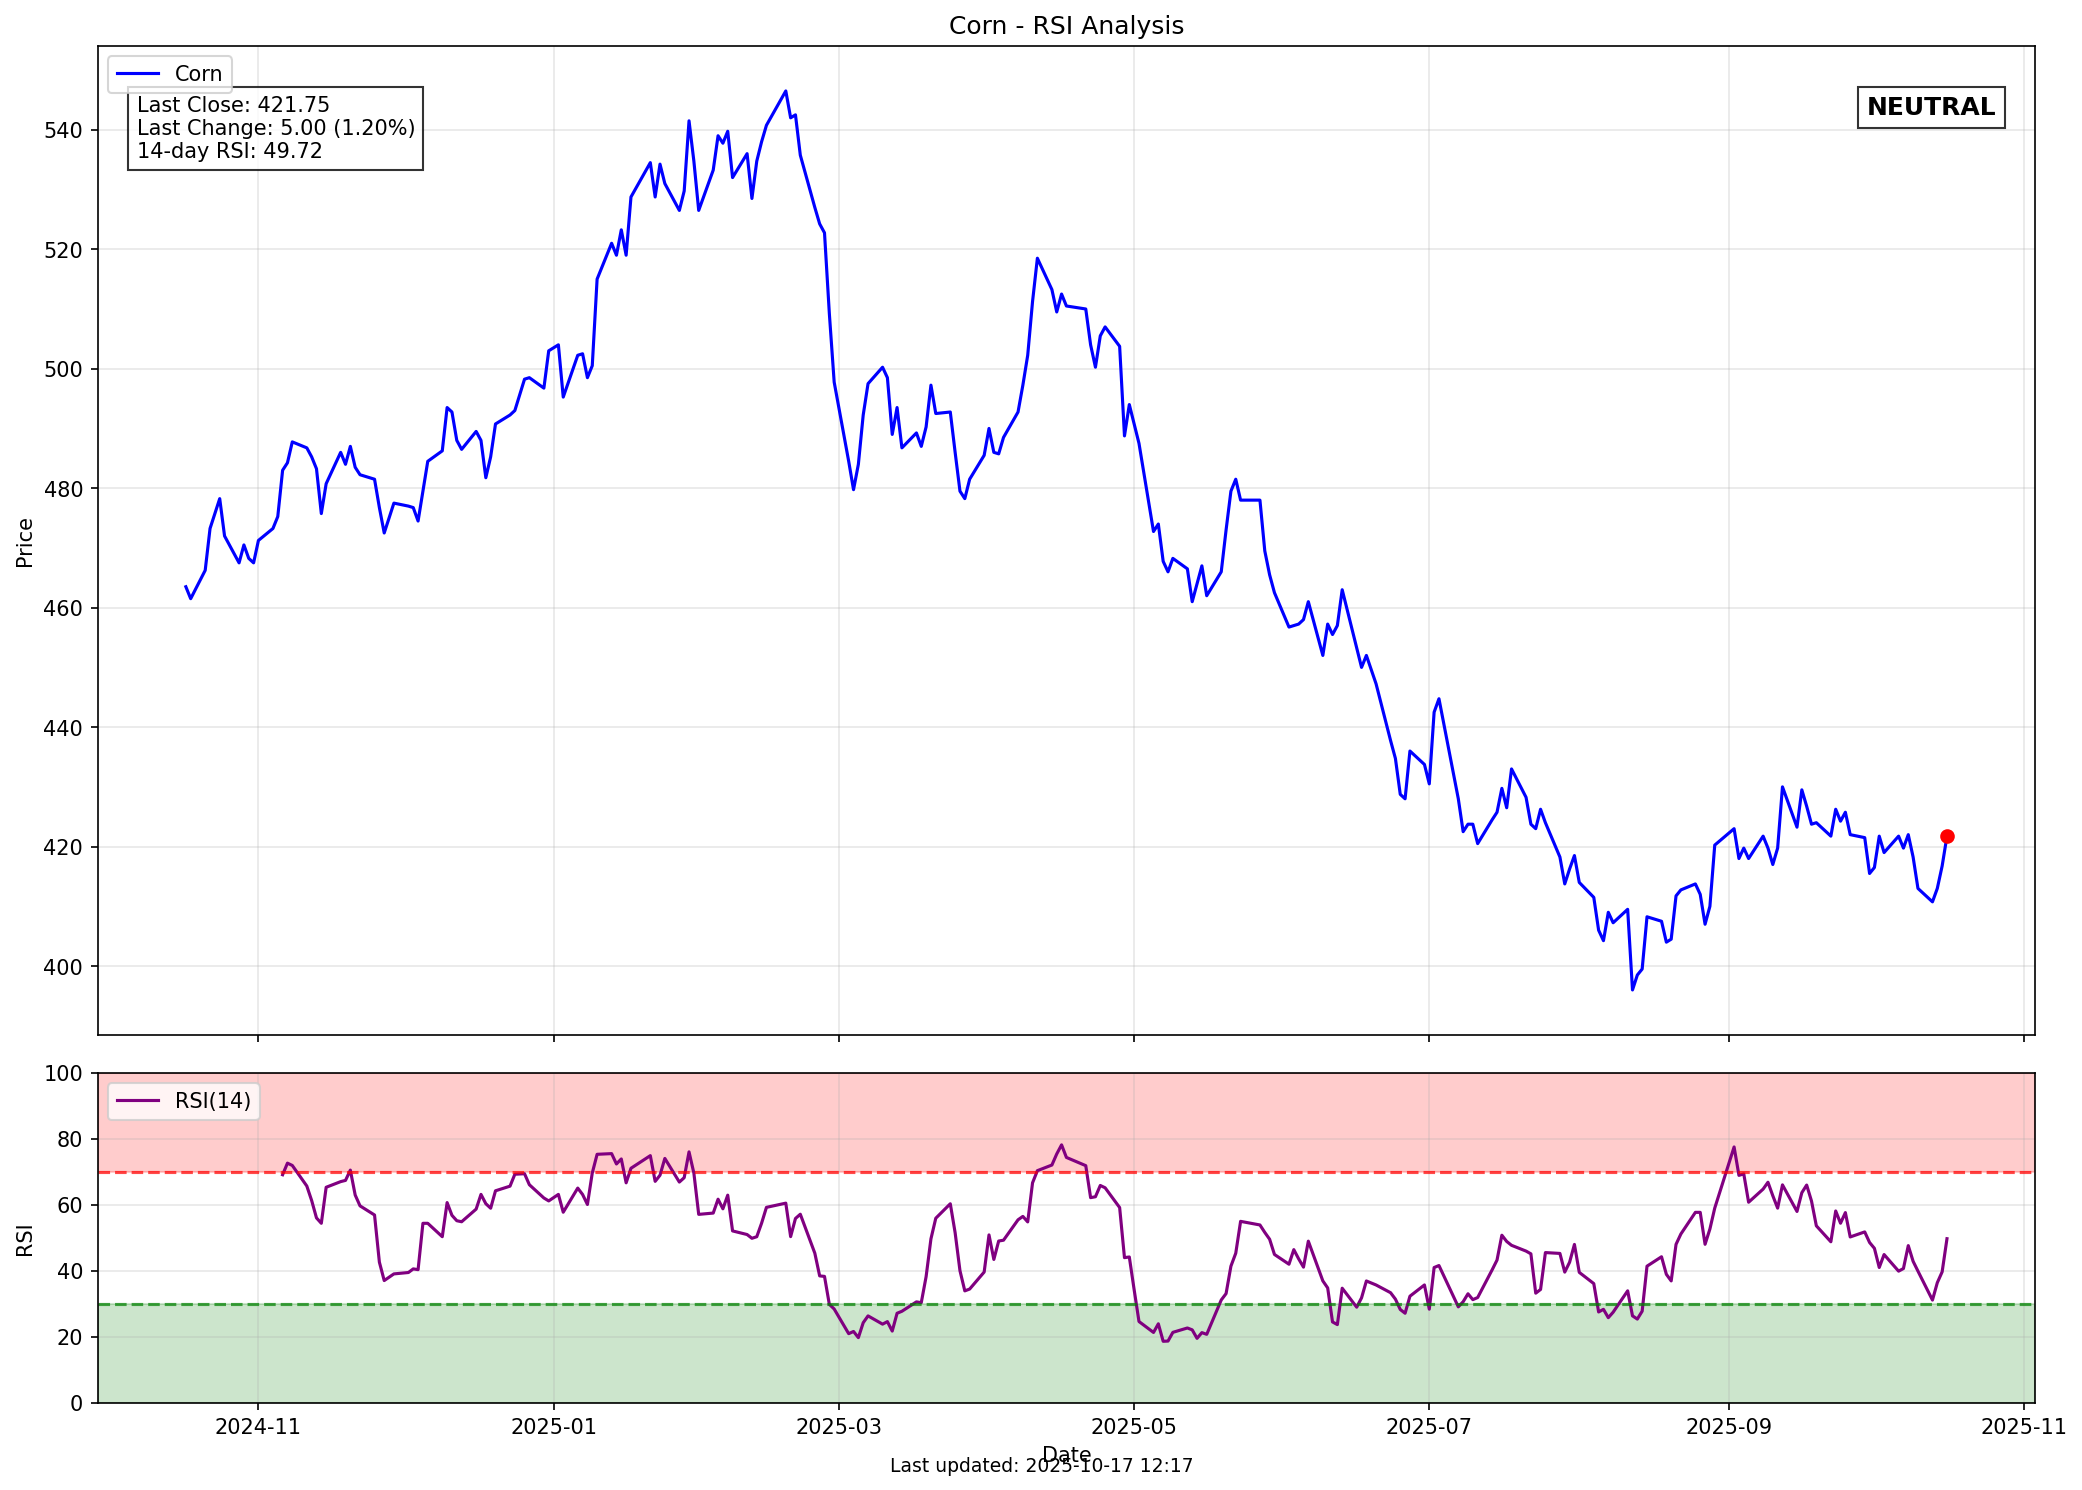 Corn - RSI Analysis
Corn
Last Close: 421.75
Last Change: 5.00 (1.20%)
14-day RSI: 49.72
NEUTRAL
Price
540
520
500
480
460
440
420
400
RSI(14)
RSI
100
80
60
40
20
0
2024-11
2025-01
2025-03
2025-05
2025-07
2025-09
2025-11
Date
Last updated: 2025-10-17 12:17